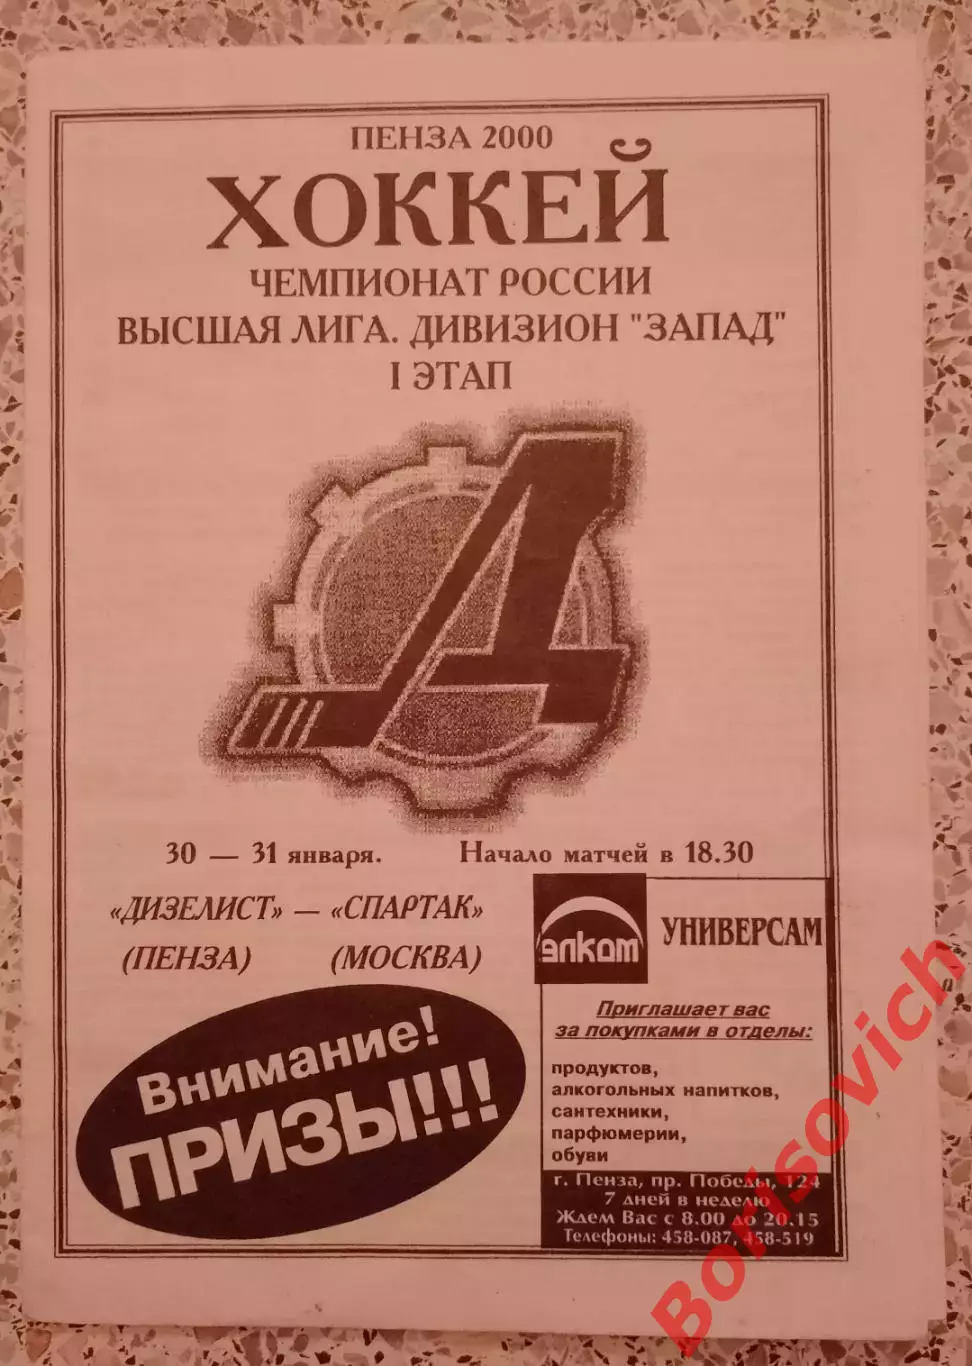 ПЕНЗА 2000
ХОККЕЙ
ЧЕМПИОНАТ РОССИИ
ВЫСШАЯ ЛИГА. ДИВИЗИОН "ЗАПАД"
I ЭТАП
30 — 31 января. Начало матчей в 18.30
«ДИЗЕЛИСТ» — «СПАРТАК»
(ПЕНЗА) (МОСКВА)
Внимание!
ПРИЗЫ!!!
элком УНИВЕРСАМ
Приглашает вас
за покупками в отделы:
продуктов,
алкогольных напитков,
сантехники,
парфюмерии,
обуви
г. Пенза, пр. Победы, 124
7 дней в неделю
Ждем Вас с 8.00 до 20.15
Телефоны: 458-087, 458-519
Borisovich